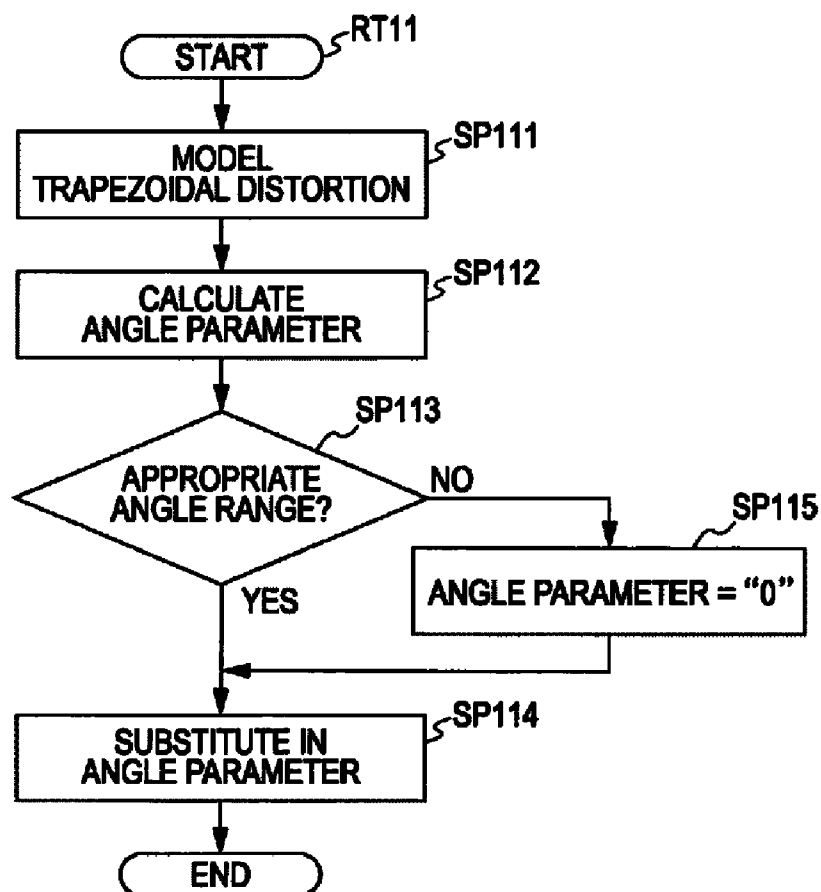 START
RT11
SP111
MODEL
TRAPEZOIDAL DISTORTION
SP112
CALCULATE
ANGLE PARAMETER
SP113
APPROPRIATE
ANGLE RANGE?
NO
YES
SP115
ANGLE PARAMETER = “0”
SP114
SUBSTITUTE IN
ANGLE PARAMETER
END